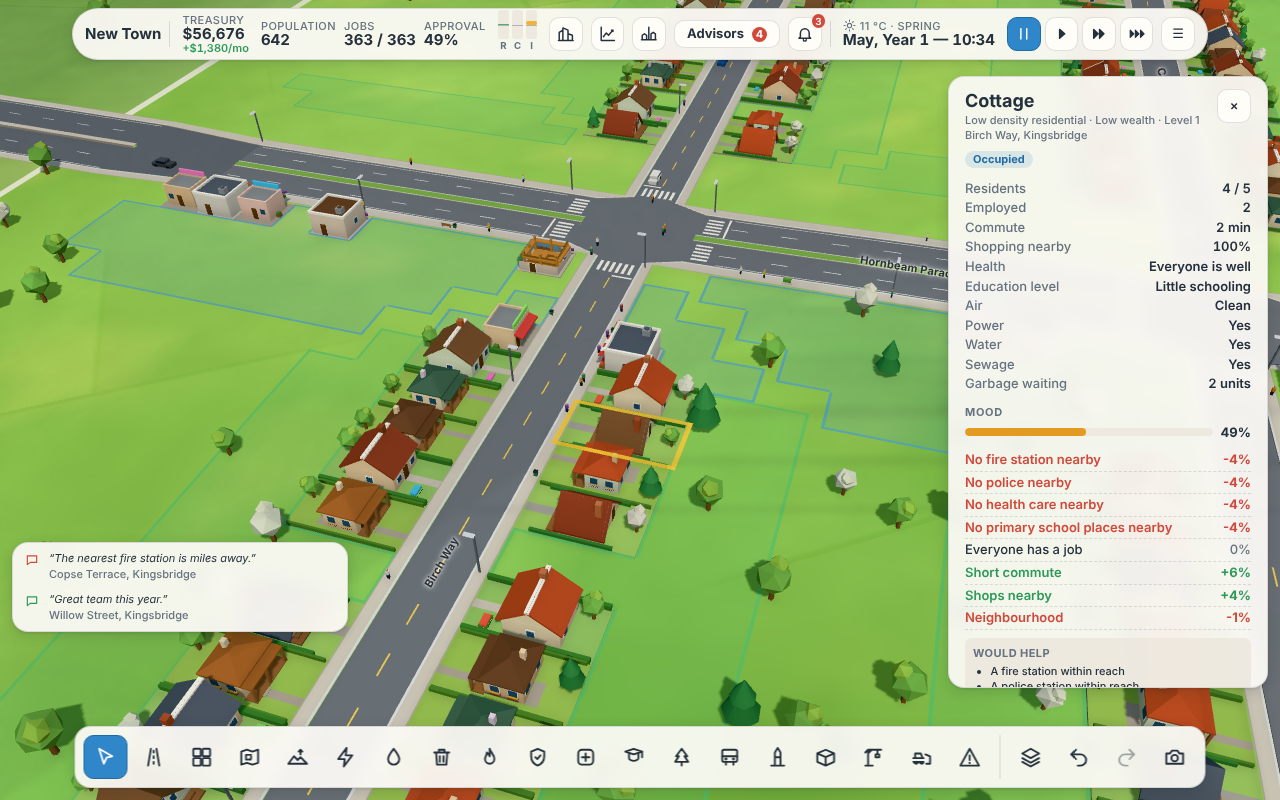 New Town
TREASURY
$56,676
+$1,380/mo
POPULATION
642
JOBS
363 / 363
APPROVAL
49%
R C I
Advisors 4
3
11 °C · SPRING
May, Year 1 — 10:34
Cottage
×
Low density residential · Low wealth · Level 1
Birch Way, Kingsbridge
Occupied
Residents 4 / 5
Employed 2
Commute 2 min
Shopping nearby 100%
Health Everyone is well
Education level Little schooling
Air Clean
Power Yes
Water Yes
Sewage Yes
Garbage waiting 2 units
MOOD
49%
No fire station nearby -4%
No police nearby -4%
No health care nearby -4%
No primary school places nearby -4%
Everyone has a job 0%
Short commute +6%
Shops nearby +4%
Neighbourhood -1%
WOULD HELP
• A fire station within reach
• A police station within reach
Hornbeam Parad
Birch Way
“The nearest fire station is miles away.”
Copse Terrace, Kingsbridge
“Great team this year.”
Willow Street, Kingsbridge